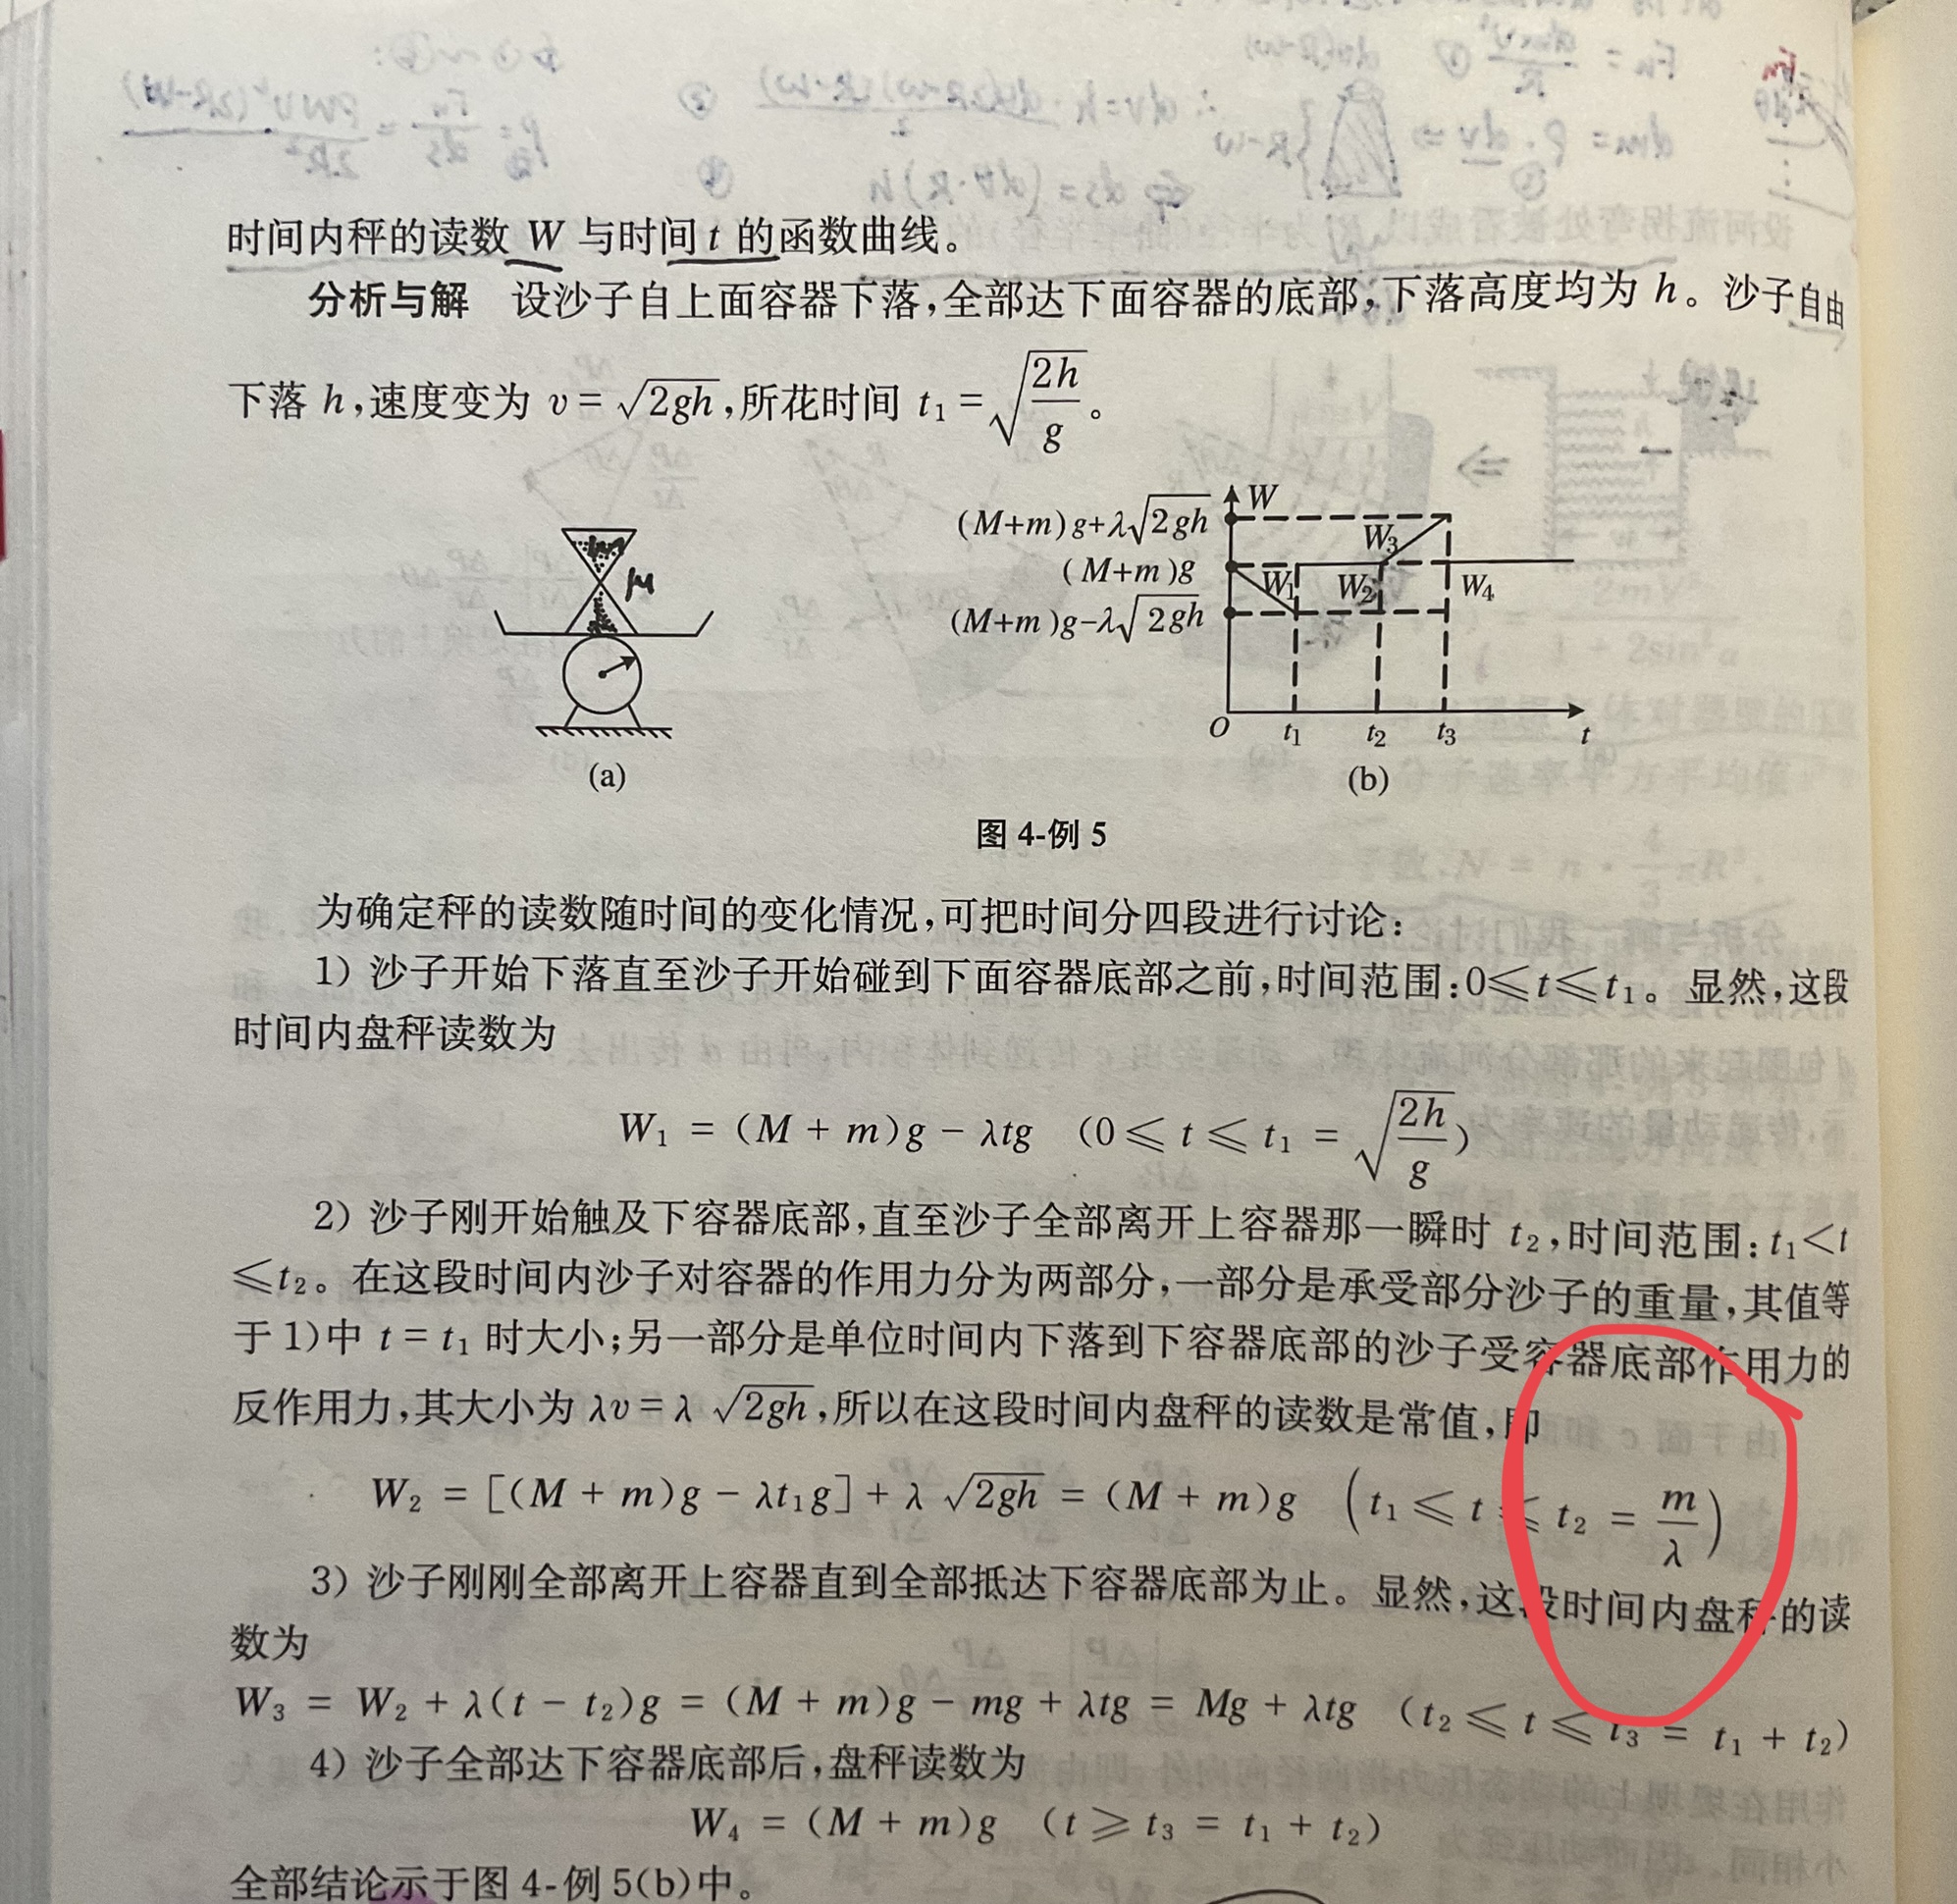 时间内秤的读数 W 与时间 t 的函数曲线。
分析与解 设沙子自上面容器下落,全部达下面容器的底部,下落高度均为 h。沙子自由
下落 h,速度变为 v = √2gh,所花时间 t₁ = √(2h/g)。
W
(M+m)g+λ√2gh
(M+m)g
(M+m)g−λ√2gh
W₁
W₂
W₃
W₄
M
O t₁ t₂ t₃ t
(a) (b)
图 4-例 5
为确定秤的读数随时间的变化情况,可把时间分四段进行讨论:
1) 沙子开始下落直至沙子开始碰到下面容器底部之前,时间范围:0⩽t⩽t₁。显然,这段
时间内盘秤读数为
W₁ = (M + m)g − λtg (0 ⩽ t ⩽ t₁ = √(2h/g))
2) 沙子刚开始触及下容器底部,直至沙子全部离开上容器那一瞬时 t₂,时间范围:t₁<t
⩽t₂。在这段时间内沙子对容器的作用力分为两部分,一部分是承受部分沙子的重量,其值等
于 1)中 t = t₁ 时大小;另一部分是单位时间内下落到下容器底部的沙子受容器底部作用力的
反作用力,其大小为 λv = λ √2gh,所以在这段时间内盘秤的读数是常值,即
W₂ = [(M + m)g − λt₁g] + λ √2gh = (M + m)g (t₁ ⩽ t ⩽ t₂ = m/λ)
3) 沙子刚刚全部离开上容器直到全部抵达下容器底部为止。显然,这段时间内盘秤的读
数为
W₃ = W₂ + λ(t − t₂)g = (M + m)g − mg + λtg = Mg + λtg (t₂ ⩽ t ⩽ t₃ = t₁ + t₂)
4) 沙子全部达下容器底部后,盘秤读数为
W₄ = (M + m)g (t ⩾ t₃ = t₁ + t₂)
全部结论示于图 4-例 5(b)中。